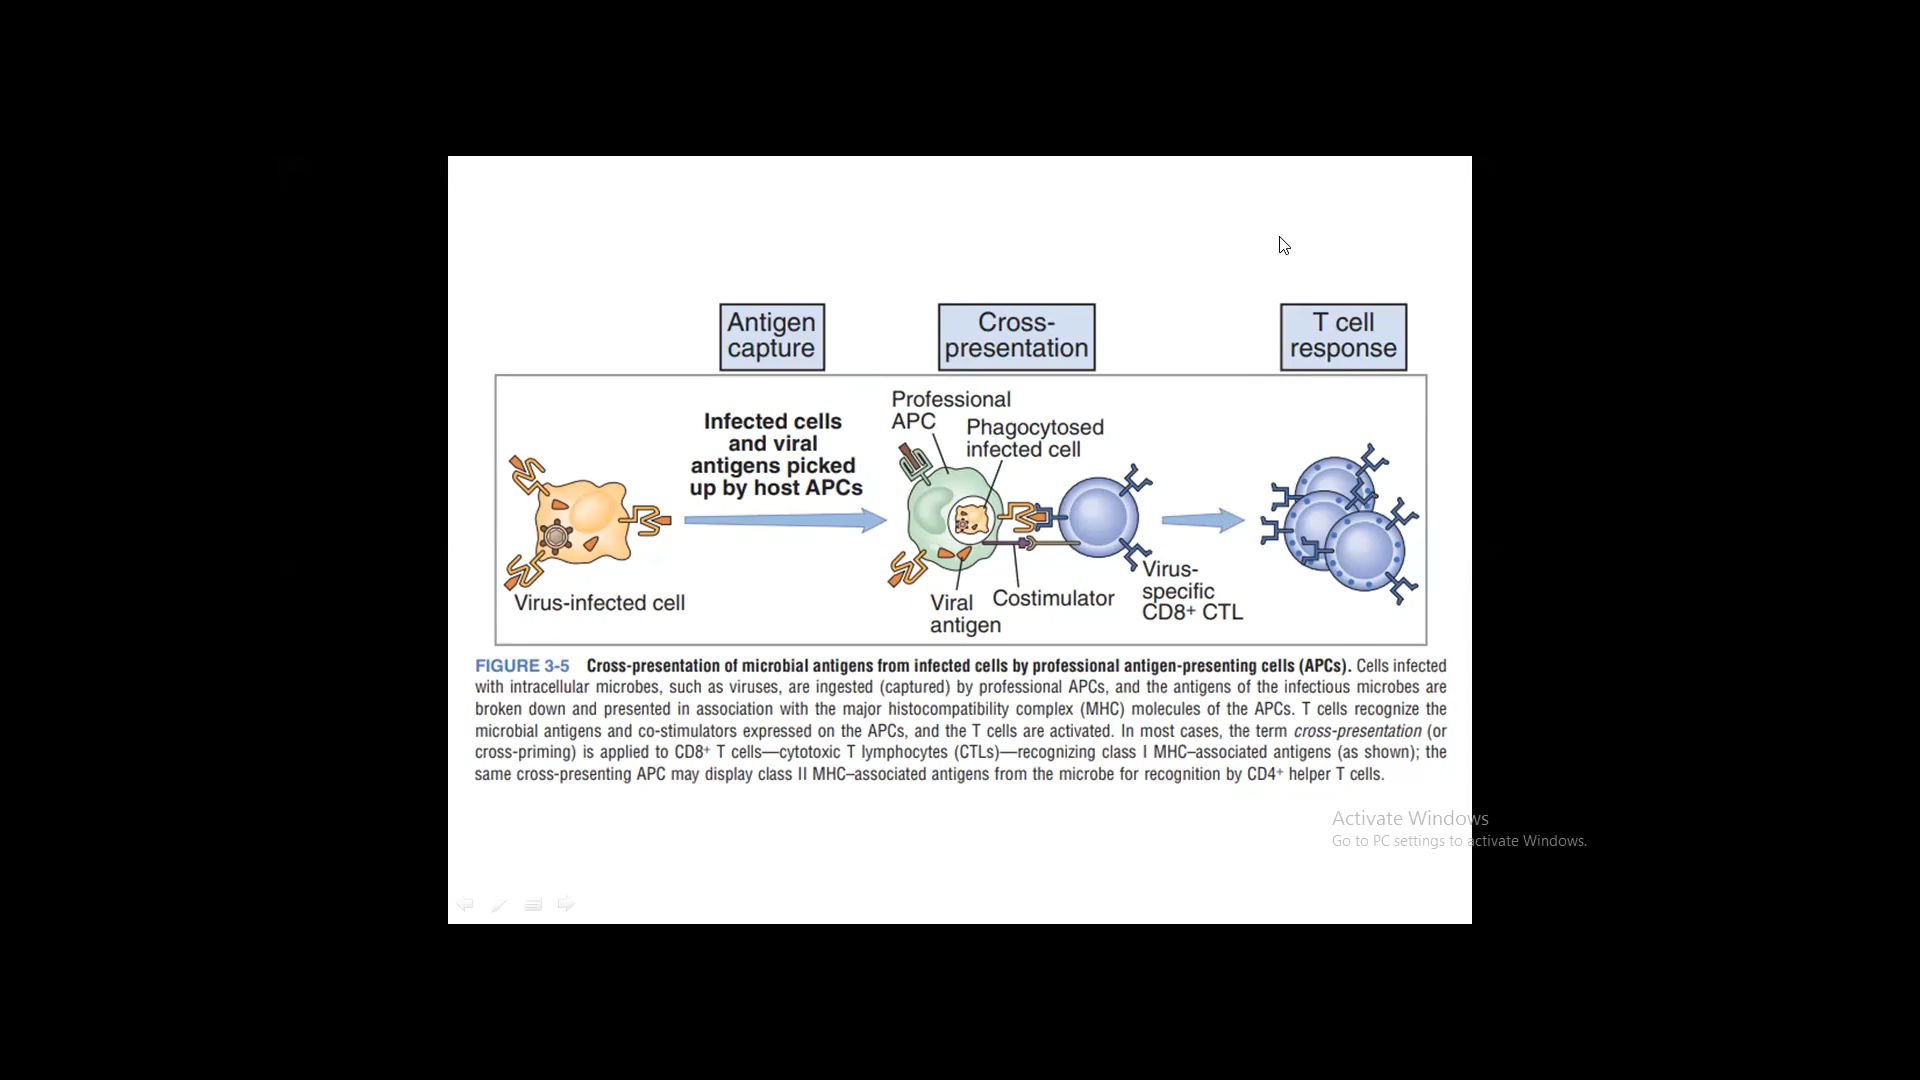 Antigen
capture
Cross-
presentation
T cell
response
Infected cells
and viral
antigens picked
up by host APCs
Virus-infected cell
Professional
APC
Phagocytosed
infected cell
Viral
antigen
Costimulator
Virus-
specific
CD8⁺ CTL
FIGURE 3-5 Cross-presentation of microbial antigens from infected cells by professional antigen-presenting cells (APCs). Cells infected
with intracellular microbes, such as viruses, are ingested (captured) by professional APCs, and the antigens of the infectious microbes are
broken down and presented in association with the major histocompatibility complex (MHC) molecules of the APCs. T cells recognize the
microbial antigens and co-stimulators expressed on the APCs, and the T cells are activated. In most cases, the term cross-presentation (or
cross-priming) is applied to CD8⁺ T cells—cytotoxic T lymphocytes (CTLs)—recognizing class I MHC–associated antigens (as shown); the
same cross-presenting APC may display class II MHC–associated antigens from the microbe for recognition by CD4⁺ helper T cells.
Activate Windows
Go to PC settings to activate Windows.